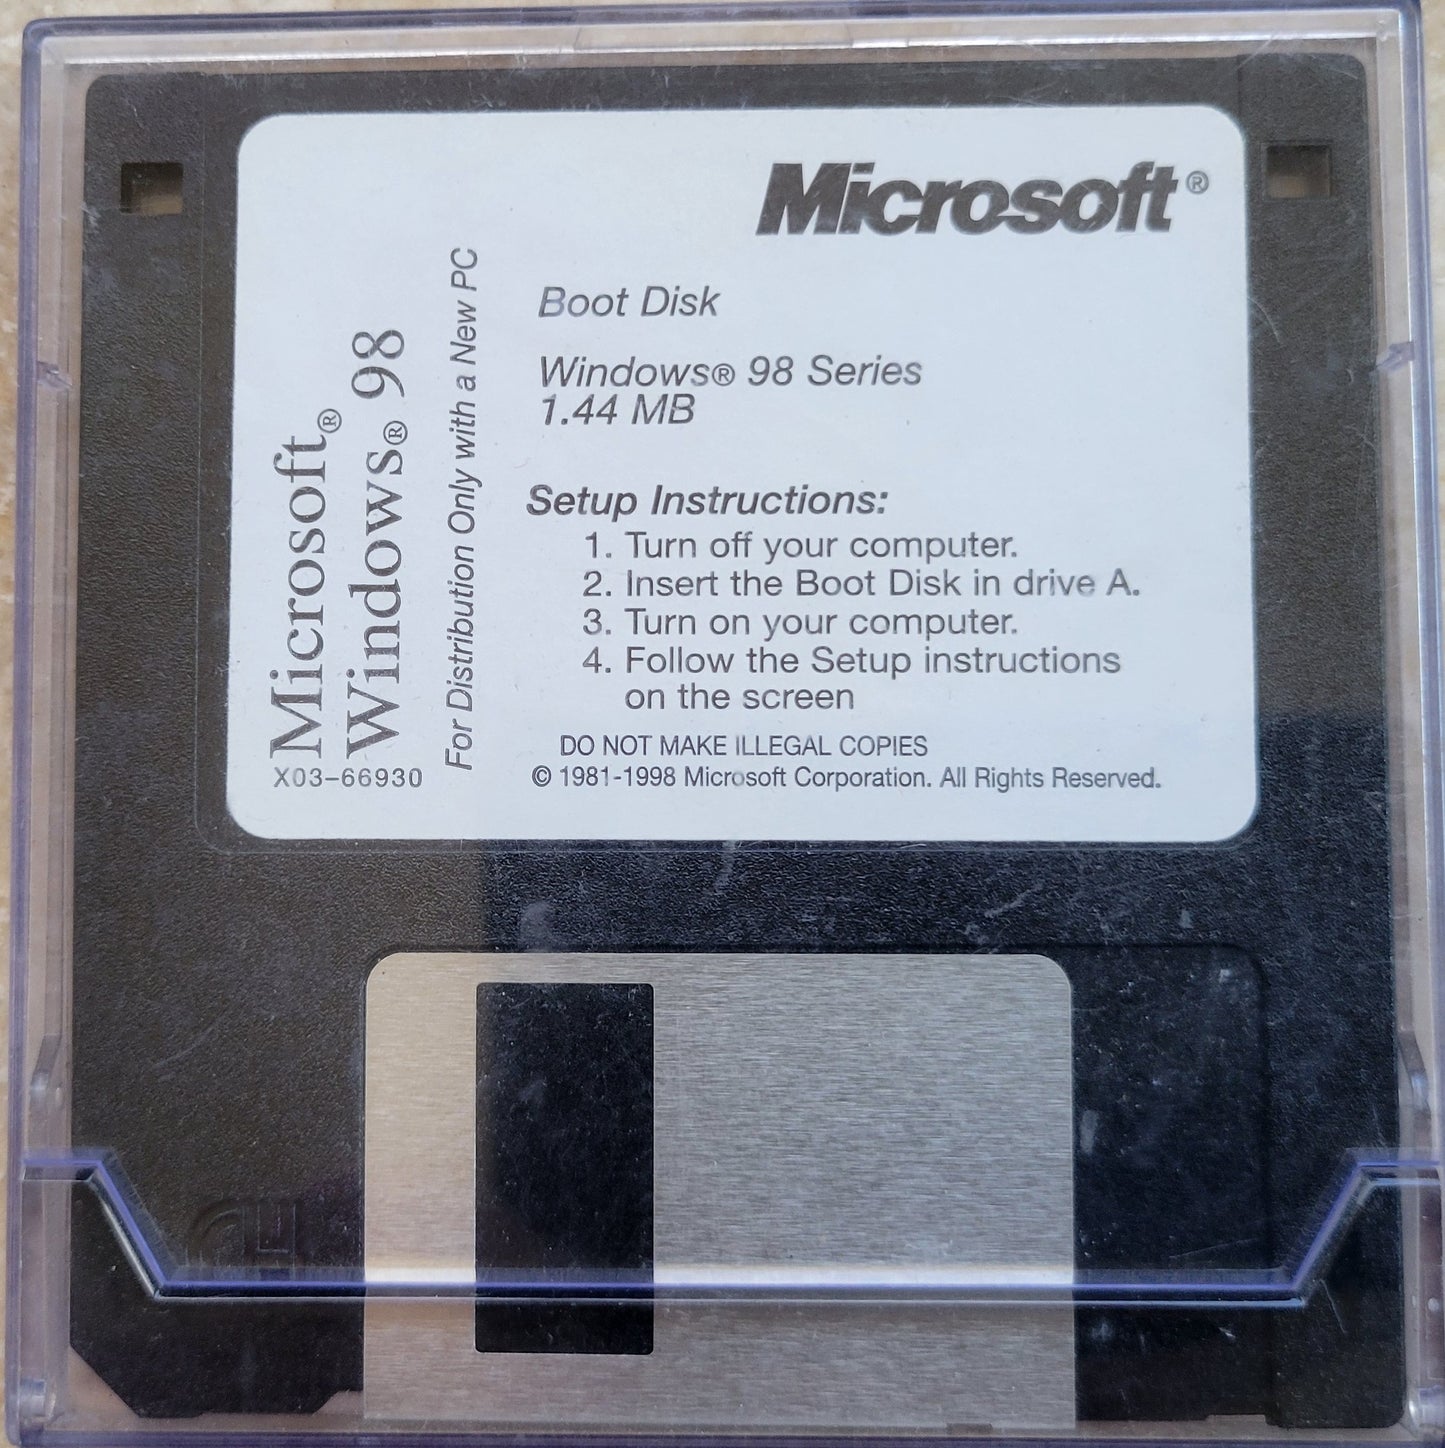 Microsoft®
Windows® 98
X03-66930
For Distribution Only with a New PC
Microsoft®
Boot Disk
Windows® 98 Series
1.44 MB
Setup Instructions:
1. Turn off your computer.
2. Insert the Boot Disk in drive A.
3. Turn on your computer.
4. Follow the Setup instructions
on the screen
DO NOT MAKE ILLEGAL COPIES
© 1981-1998 Microsoft Corporation. All Rights Reserved.